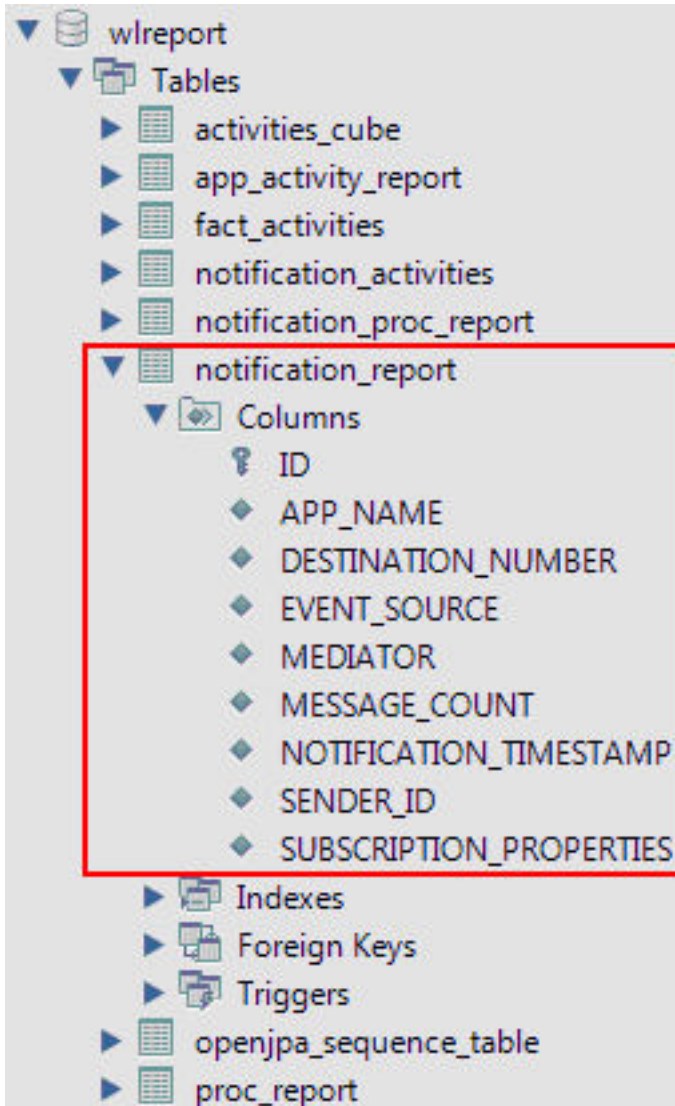 wlreport
Tables
activities_cube
app_activity_report
fact_activities
notification_activities
notification_proc_report
notification_report
Columns
ID
APP_NAME
DESTINATION_NUMBER
EVENT_SOURCE
MEDIATOR
MESSAGE_COUNT
NOTIFICATION_TIMESTAMP
SENDER_ID
SUBSCRIPTION_PROPERTIES
Indexes
Foreign Keys
Triggers
openjpa_sequence_table
proc_report